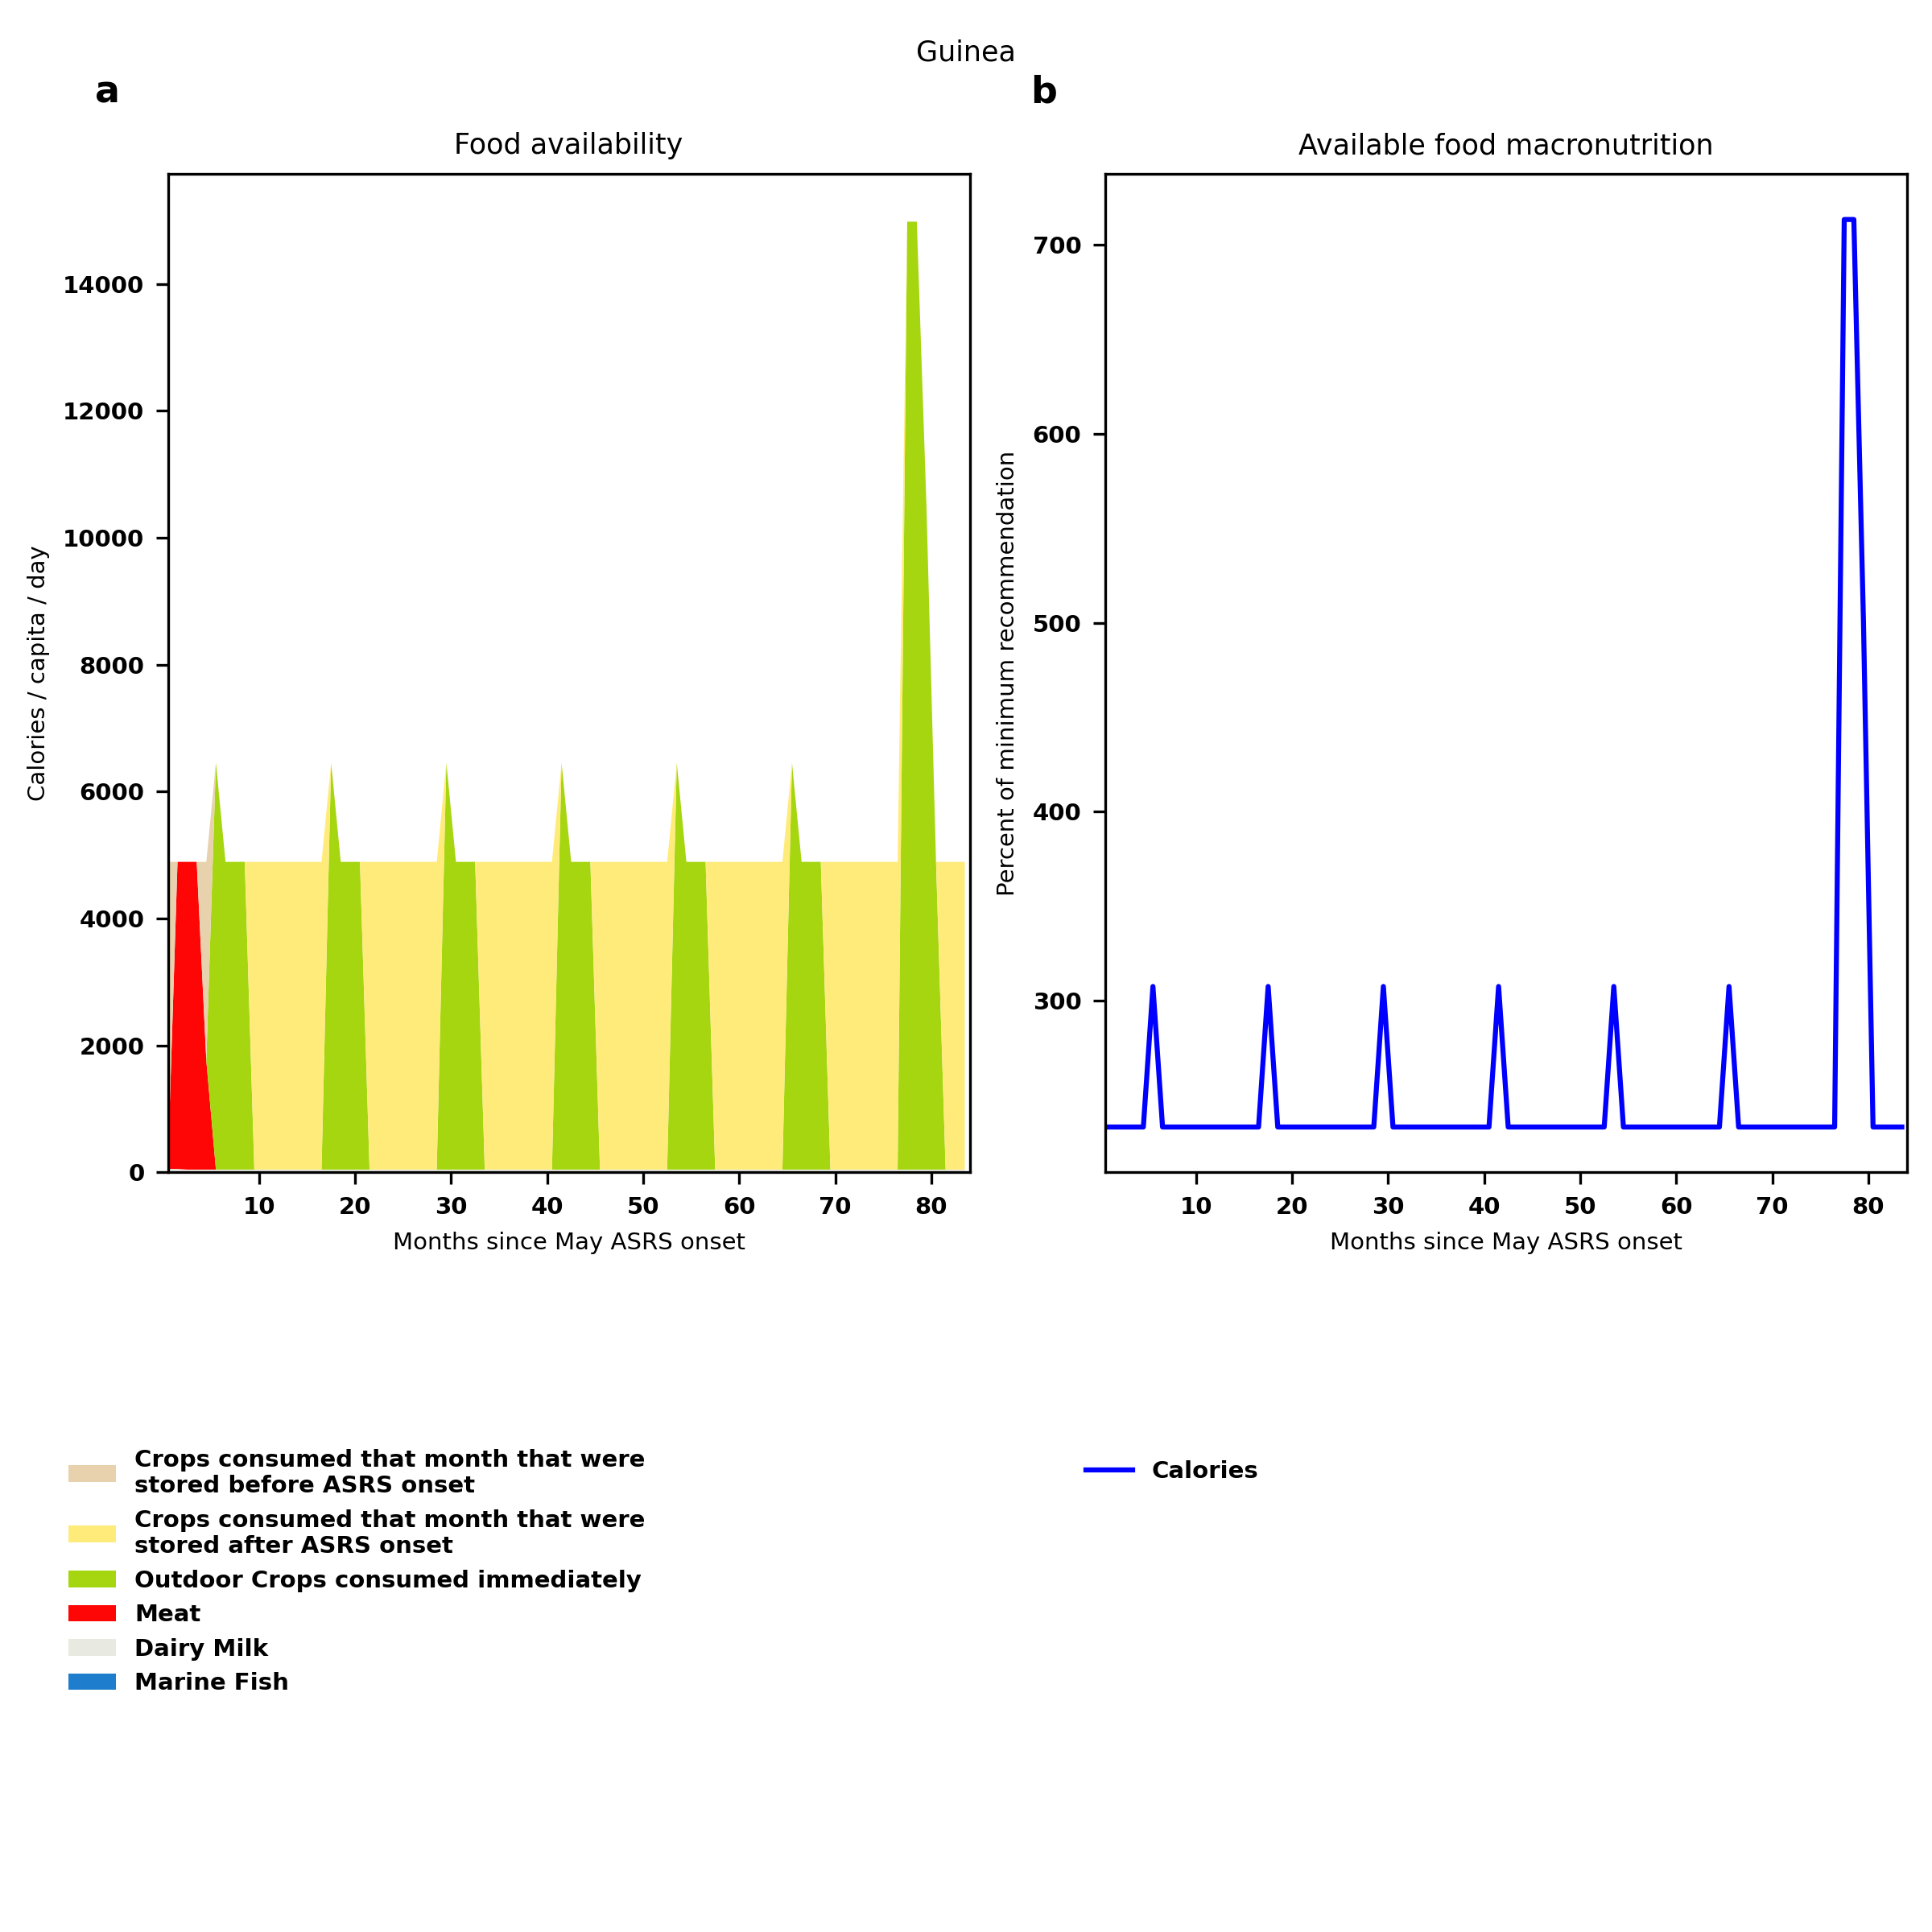 Guinea
a
Food availability
14000
12000
10000
8000
6000
4000
2000
0
10 20 30 40 50 60 70 80
Calories / capita / day
Months since May ASRS onset
b
Available food macronutrition
700
600
500
400
300
10 20 30 40 50 60 70 80
Percent of minimum recommendation
Months since May ASRS onset
Crops consumed that month that were
stored before ASRS onset
Crops consumed that month that were
stored after ASRS onset
Outdoor Crops consumed immediately
Meat
Dairy Milk
Marine Fish
Calories